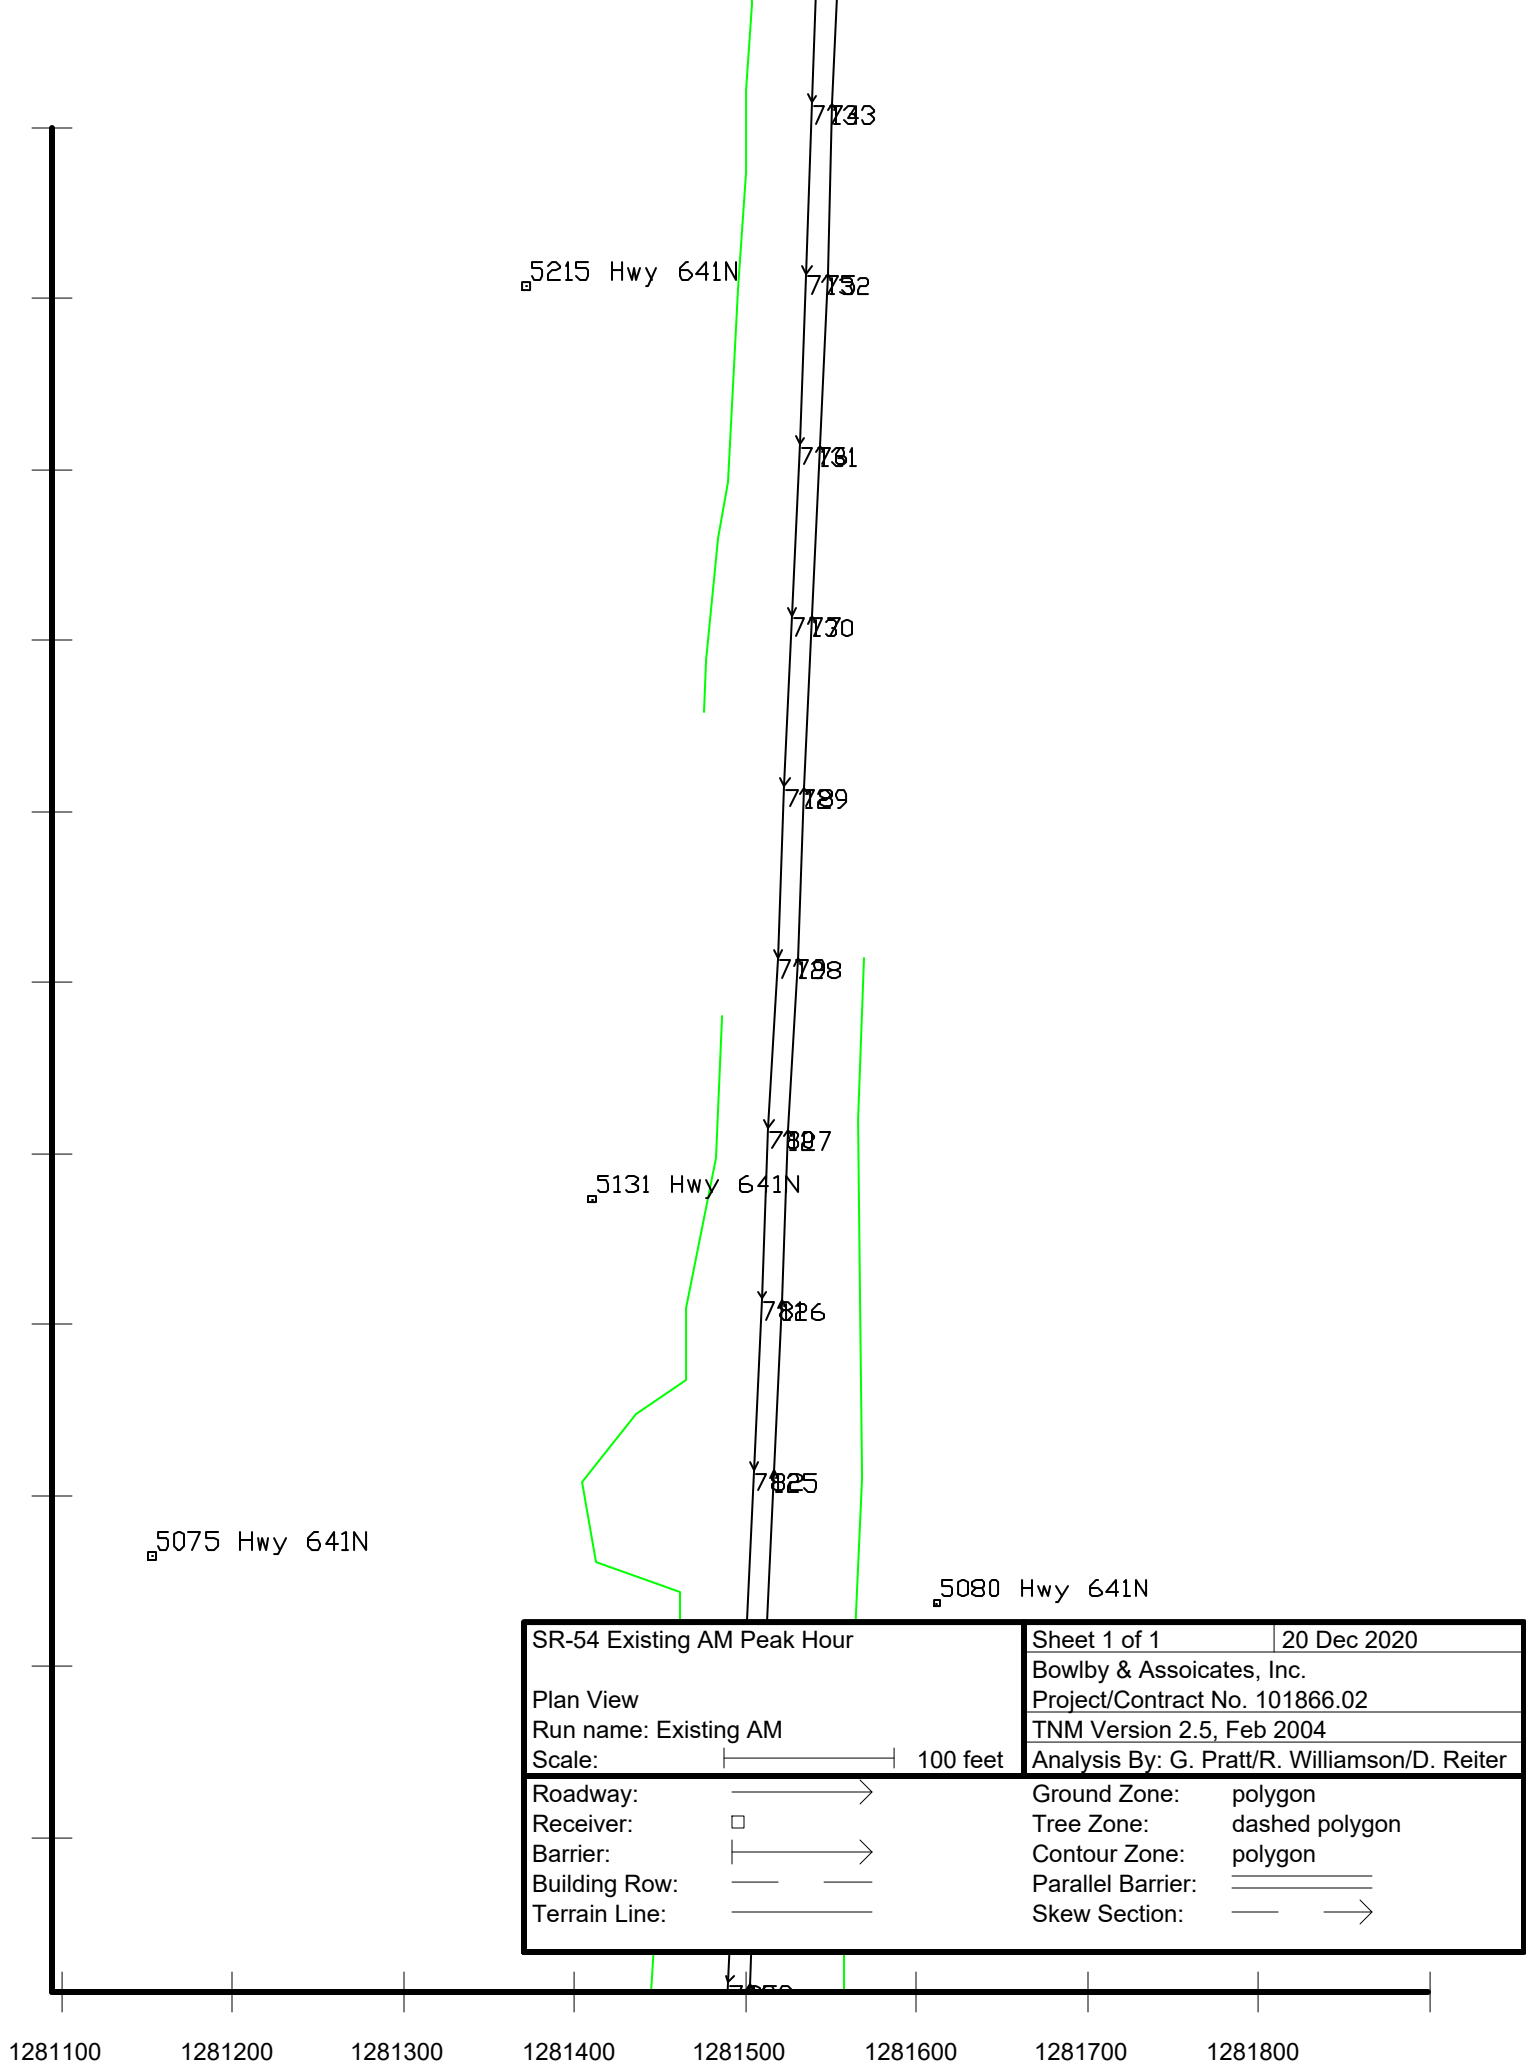 5215 Hwy 641N
5131 Hwy 641N
5075 Hwy 641N
5080 Hwy 641N
SR-54 Existing AM Peak Hour
Plan View
Run name: Existing AM
Scale: 100 feet
Sheet 1 of 1 20 Dec 2020
Bowlby & Assoicates, Inc.
Project/Contract No. 101866.02
TNM Version 2.5, Feb 2004
Analysis By: G. Pratt/R. Williamson/D. Reiter
Roadway:
Receiver:
Barrier:
Building Row:
Terrain Line:
Ground Zone: polygon
Tree Zone: dashed polygon
Contour Zone: polygon
Parallel Barrier:
Skew Section:
1281100 1281200 1281300 1281400 1281500 1281600 1281700 1281800